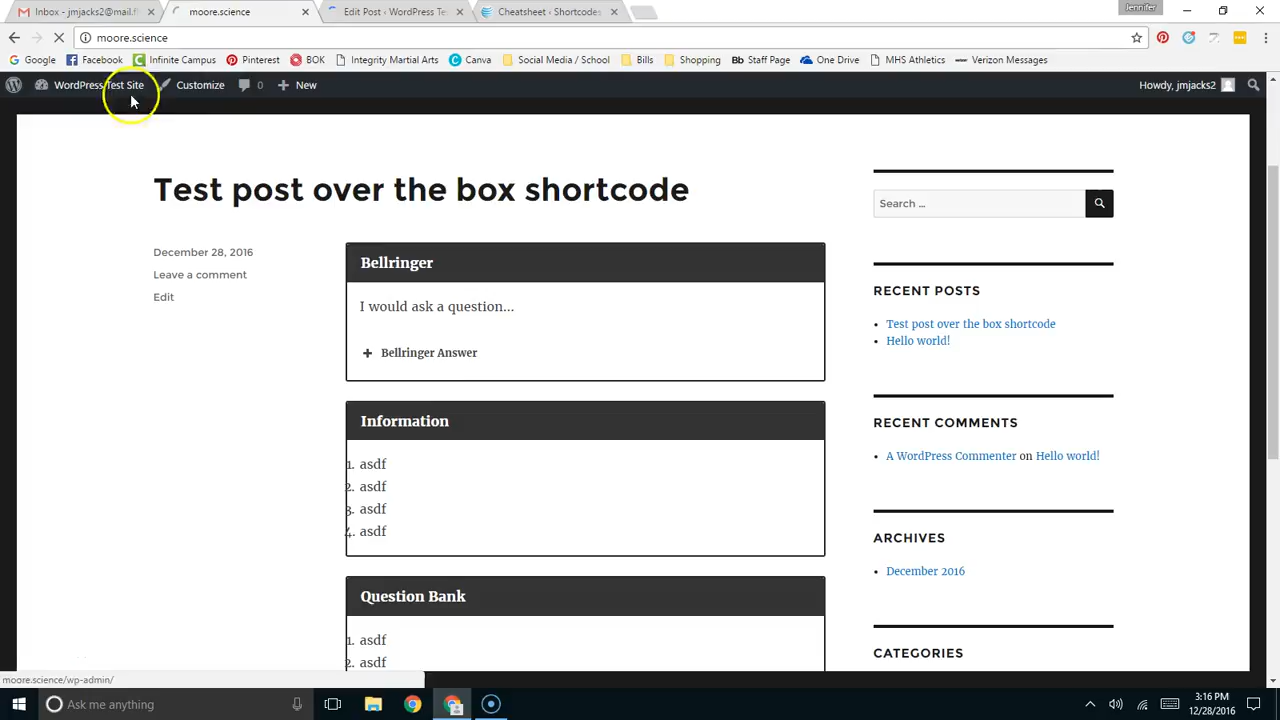 Inbox - jmjacks2@mail.f
moore.science
Edit Post ‹ WordPress Te
Cheatsheet ‹ Shortcodes
Jennifer
moore.science
Google
Facebook
Infinite Campus
Pinterest
BOK
Integrity Martial Arts
Canva
Social Media / School
Bills
Shopping
Bb Staff Page
One Drive
MHS Athletics
Verizon Messages
WordPress Test Site
Customize
0
New
Howdy, jmjacks2
Test post over the box shortcode
December 28, 2016
Leave a comment
Edit
Bellringer
I would ask a question...
Bellringer Answer
Information
1. asdf
2. asdf
3. asdf
4. asdf
Question Bank
1. asdf
2. asdf
Search …
RECENT POSTS
Test post over the box shortcode
Hello world!
RECENT COMMENTS
A WordPress Commenter on Hello world!
ARCHIVES
December 2016
CATEGORIES
moore.science/wp-admin/
Ask me anything
3:16 PM
12/28/2016